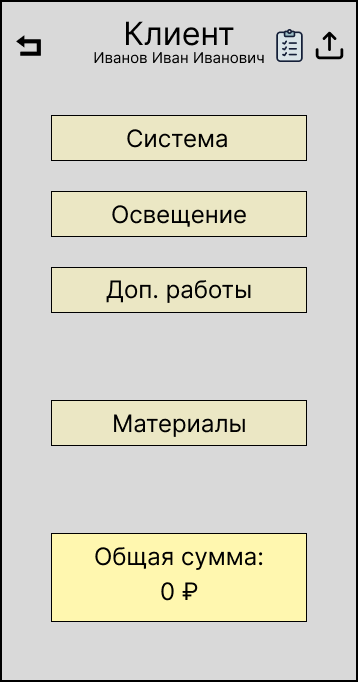 Клиент
Иванов Иван Иванович
Система
Освещение
Доп. работы
Материалы
Общая сумма:
0 ₽